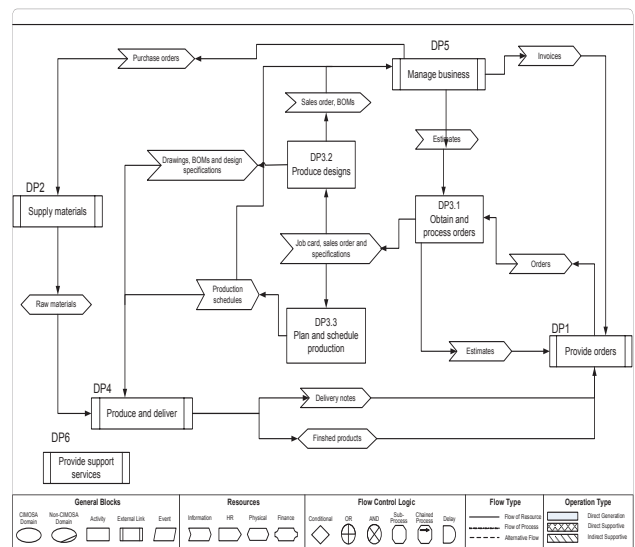 DP5
Purchase orders
Manage business
Invoices
Sales order, BOMs
Estimates
Drawings, BOMs and design
specifications
DP3.2
Produce designs
DP2
Supply materials
DP3.1
Obtain and
process orders
Job card, sales order and
specifications
Orders
Raw materials
Production
schedules
DP3.3
Plan and schedule
production
DP1
Estimates
Provide orders
DP4
Produce and deliver
Delivery notes
Finshed products
DP6
Provide support
services
General Blocks
Resources
Flow Control Logic
Flow Type
Operation Type
CIMOSA
Domain
Non-CIMOSA
Domain
Activity
External Link
Event
Information
HR
Physical
Finance
Conditional
OR
AND
Sub-
Process
Chained
Process
Delay
Flow of Resource
Flow of Process
Alternative Flow
Direct Generation
Direct Supportive
Indirect Supportive